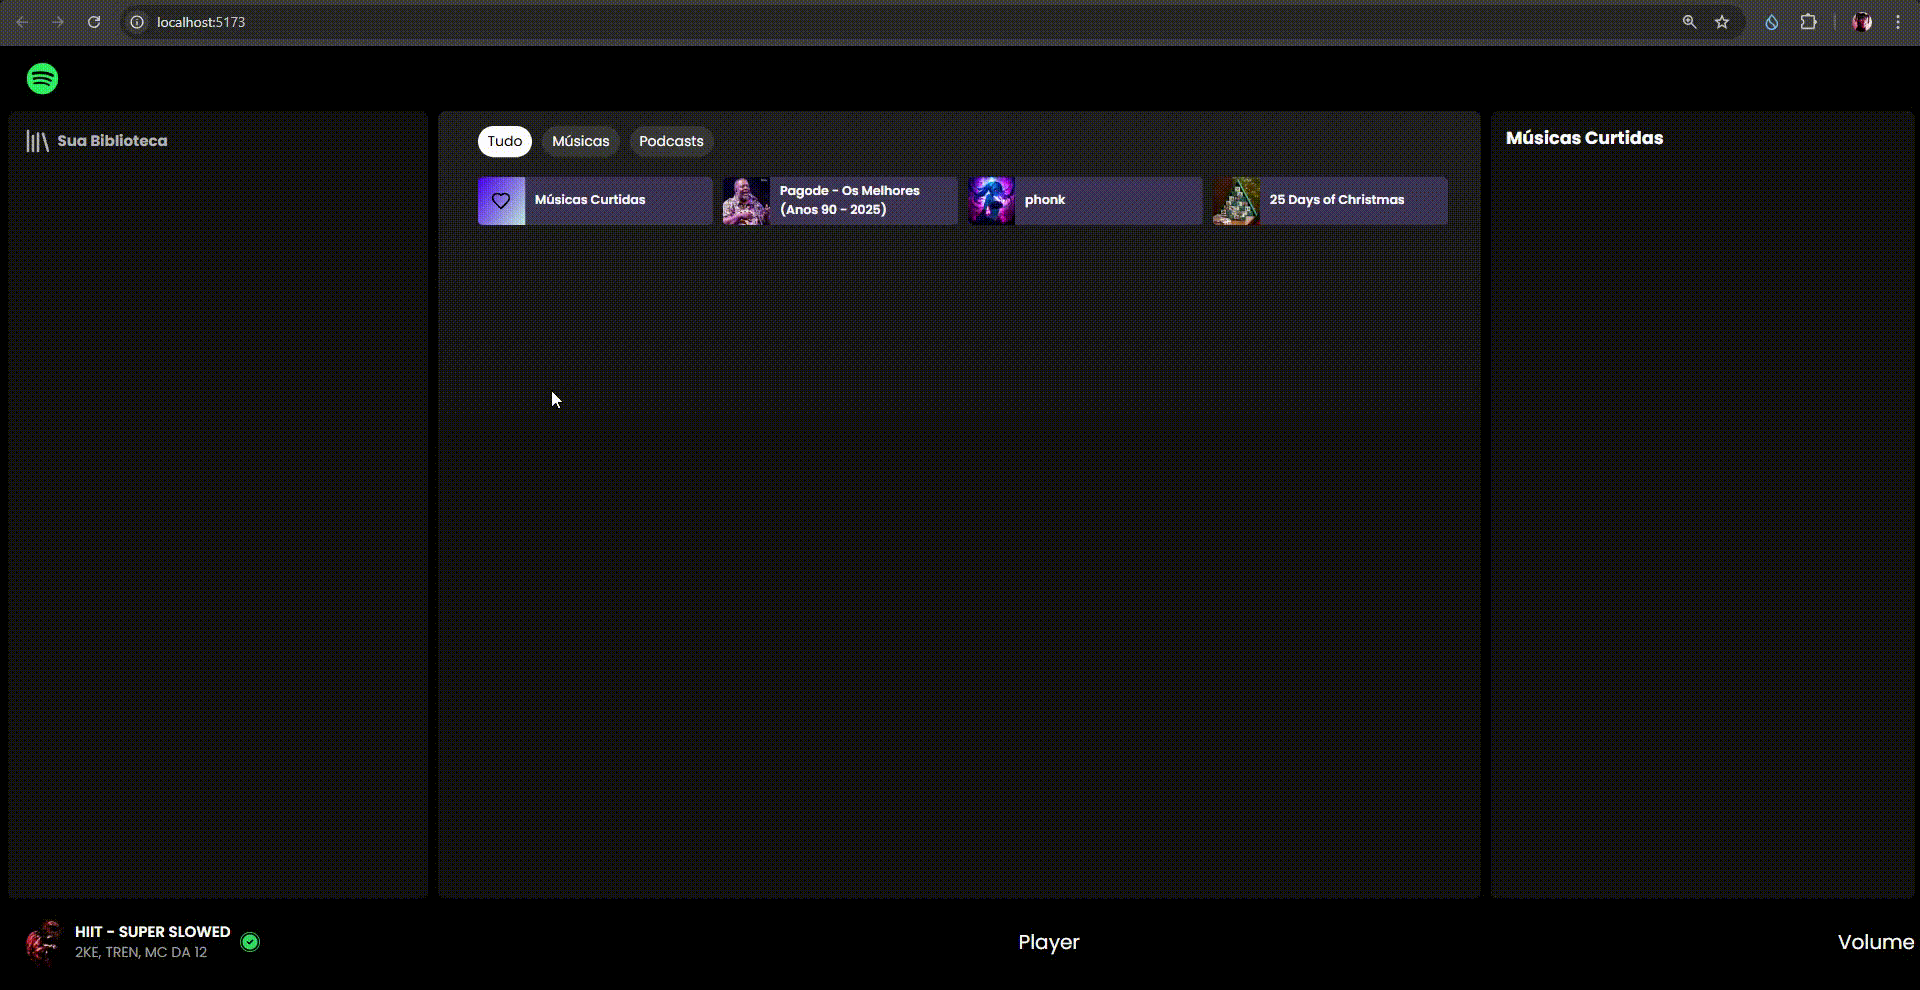 localhost:5173
Sua Biblioteca
Tudo
Músicas
Podcasts
Músicas Curtidas
Pagode - Os Melhores
(Anos 90 - 2025)
phonk
25 Days of Christmas
Músicas Curtidas
HIIT - SUPER SLOWED
2KE, TREN, MC DA 12
Player
Volume